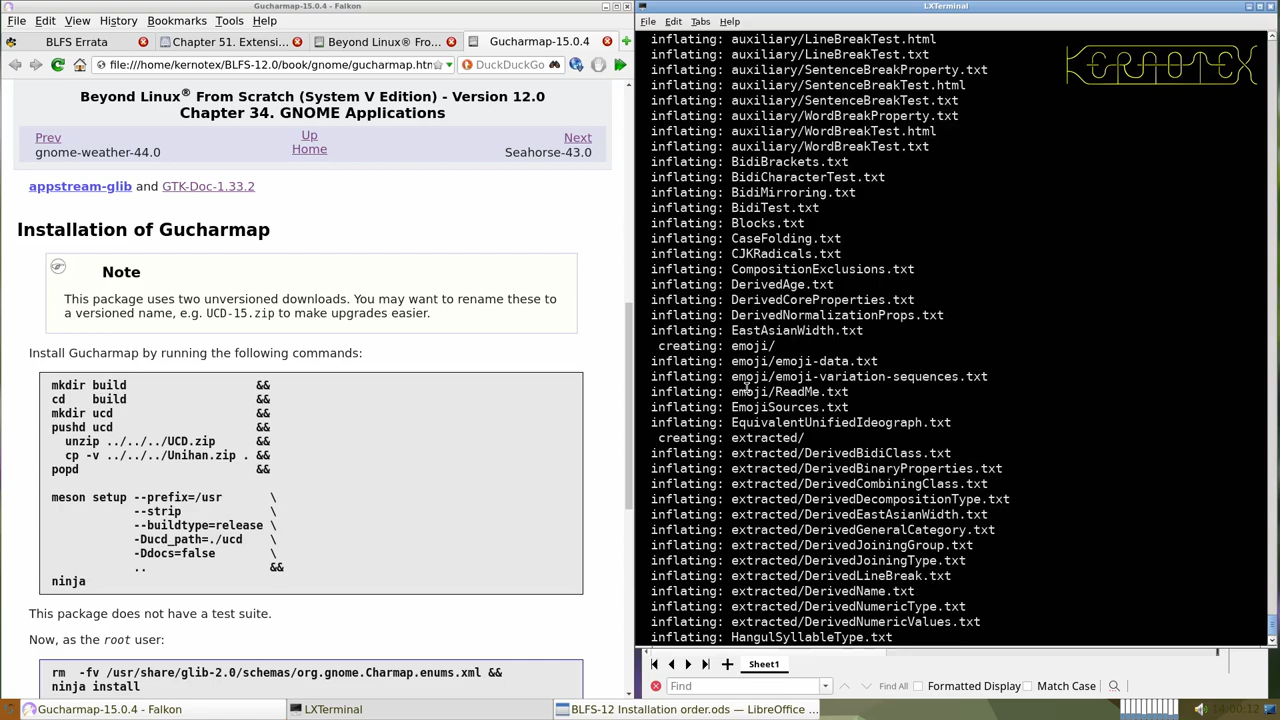 Gucharmap-15.0.4 - Falkon
File Edit View History Bookmarks Tools Help
BLFS Errata
Chapter 51. Extensi...
Beyond Linux® Fro...
Gucharmap-15.0.4
file:///home/kernotex/BLFS-12.0/book/gnome/gucharmap.htm
DuckDuckGo
Beyond Linux® From Scratch (System V Edition) - Version 12.0
Chapter 34. GNOME Applications
Prev
Up
Next
gnome-weather-44.0
Home
Seahorse-43.0
appstream-glib and GTK-Doc-1.33.2
Installation of Gucharmap
Note
This package uses two unversioned downloads. You may want to rename these to
a versioned name, e.g. UCD-15.zip to make upgrades easier.
Install Gucharmap by running the following commands:
mkdir build &&
cd build &&
mkdir ucd &&
pushd ucd &&
unzip ../../../UCD.zip &&
cp -v ../../../Unihan.zip . &&
popd &&
meson setup --prefix=/usr \
--strip \
--buildtype=release \
-Ducd_path=./ucd \
-Ddocs=false \
.. &&
ninja
This package does not have a test suite.
Now, as the root user:
rm -fv /usr/share/glib-2.0/schemas/org.gnome.Charmap.enums.xml &&
ninja install
LXTerminal
File Edit Tabs Help
KERNOTEX
inflating: auxiliary/LineBreakTest.html
inflating: auxiliary/LineBreakTest.txt
inflating: auxiliary/SentenceBreakProperty.txt
inflating: auxiliary/SentenceBreakTest.html
inflating: auxiliary/SentenceBreakTest.txt
inflating: auxiliary/WordBreakProperty.txt
inflating: auxiliary/WordBreakTest.html
inflating: auxiliary/WordBreakTest.txt
inflating: BidiBrackets.txt
inflating: BidiCharacterTest.txt
inflating: BidiMirroring.txt
inflating: BidiTest.txt
inflating: Blocks.txt
inflating: CaseFolding.txt
inflating: CJKRadicals.txt
inflating: CompositionExclusions.txt
inflating: DerivedAge.txt
inflating: DerivedCoreProperties.txt
inflating: DerivedNormalizationProps.txt
inflating: EastAsianWidth.txt
creating: emoji/
inflating: emoji/emoji-data.txt
inflating: emoji/emoji-variation-sequences.txt
inflating: emoji/ReadMe.txt
inflating: EmojiSources.txt
inflating: EquivalentUnifiedIdeograph.txt
creating: extracted/
inflating: extracted/DerivedBidiClass.txt
inflating: extracted/DerivedBinaryProperties.txt
inflating: extracted/DerivedCombiningClass.txt
inflating: extracted/DerivedDecompositionType.txt
inflating: extracted/DerivedEastAsianWidth.txt
inflating: extracted/DerivedGeneralCategory.txt
inflating: extracted/DerivedJoiningGroup.txt
inflating: extracted/DerivedJoiningType.txt
inflating: extracted/DerivedLineBreak.txt
inflating: extracted/DerivedName.txt
inflating: extracted/DerivedNumericType.txt
inflating: extracted/DerivedNumericValues.txt
inflating: HangulSyllableType.txt
Sheet1
Find
Find All
Formatted Display
Match Case
Gucharmap-15.0.4 - Falkon
LXTerminal
BLFS-12 Installation order.ods — LibreOffice ...
14:00:12